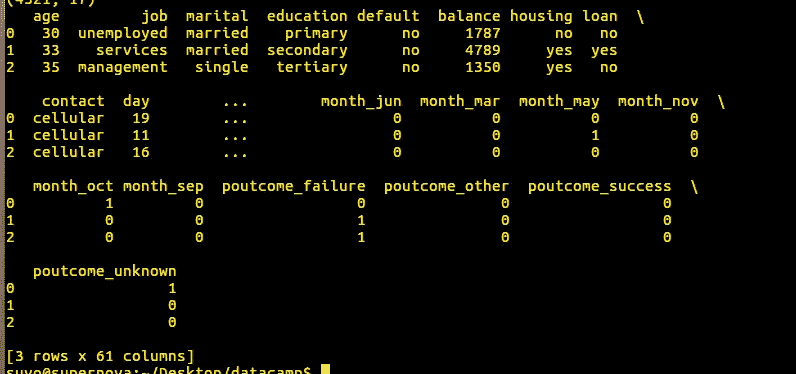 (4521, 17)
   age         job  marital  education default  balance housing loan  \
0   30  unemployed  married    primary      no     1787      no   no
1   33    services  married  secondary      no     4789     yes  yes
2   35  management   single   tertiary      no     1350     yes   no
    contact  day       ...        month_jun  month_mar  month_may  month_nov  \
0  cellular   19       ...                0          0          0          0
1  cellular   11       ...                0          0          1          0
2  cellular   16       ...                0          0          0          0
   month_oct month_sep  poutcome_failure  poutcome_other  poutcome_success  \
0          1         0                 0               0                 0
1          0         0                 1               0                 0
2          0         0                 1               0                 0
   poutcome_unknown
0                 1
1                 0
2                 0
[3 rows x 61 columns]
suvo@supernova:~/Desktop/datacamp$